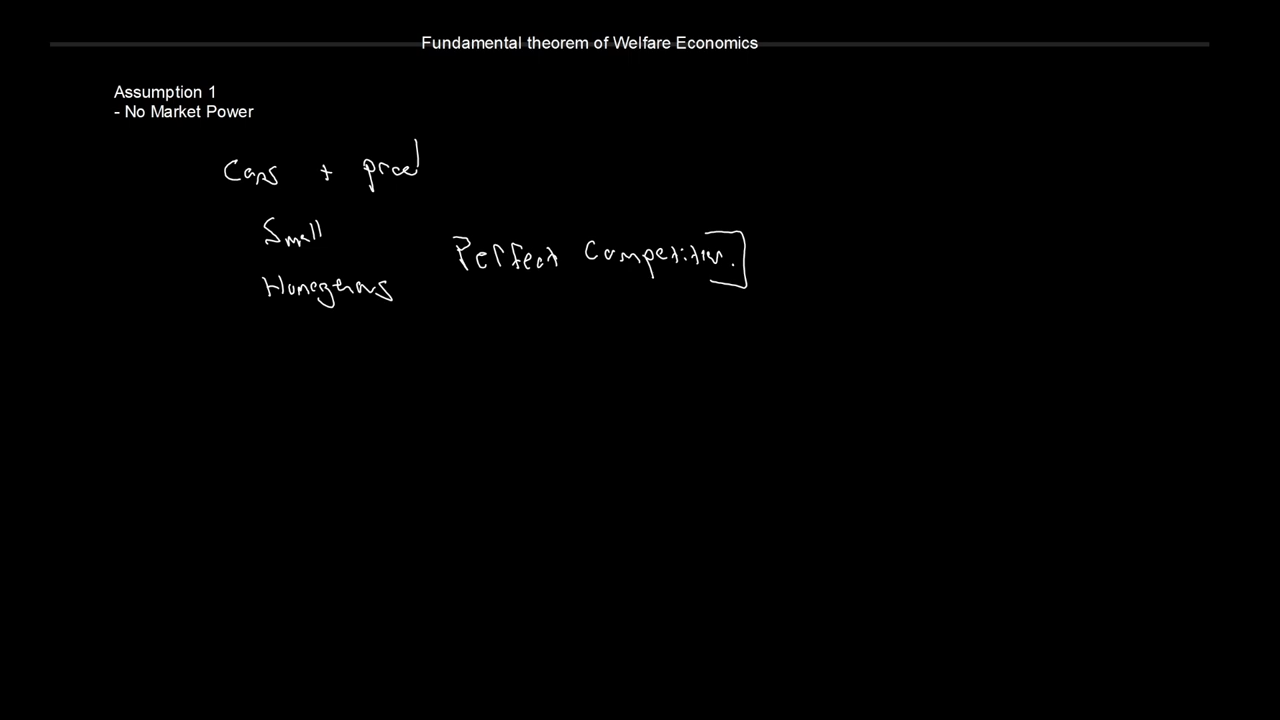 Fundamental theorem of Welfare Economics
Assumption 1
- No Market Power
Cons + prod
Small
Perfect Competition.
Homogenous